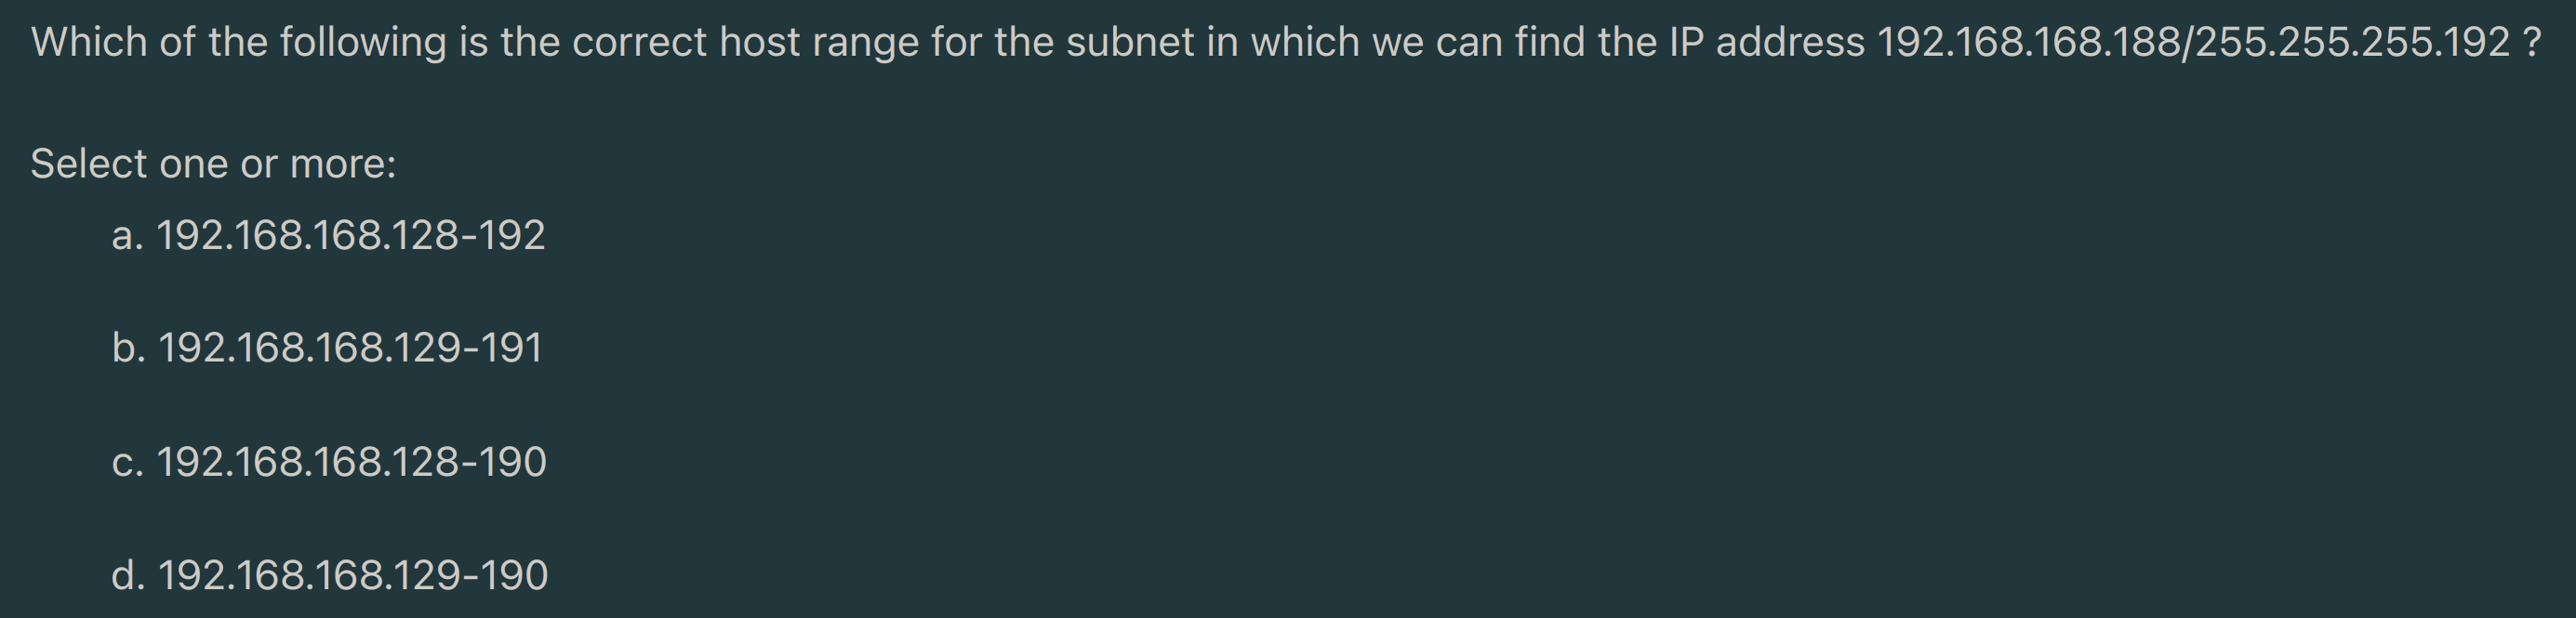 Which of the following is the correct host range for the subnet in which we can find the IP address 192.168.168.188/255.255.255.192 ?
Select one or more:
a. 192.168.168.128-192
b. 192.168.168.129-191
c. 192.168.168.128-190
d. 192.168.168.129-190